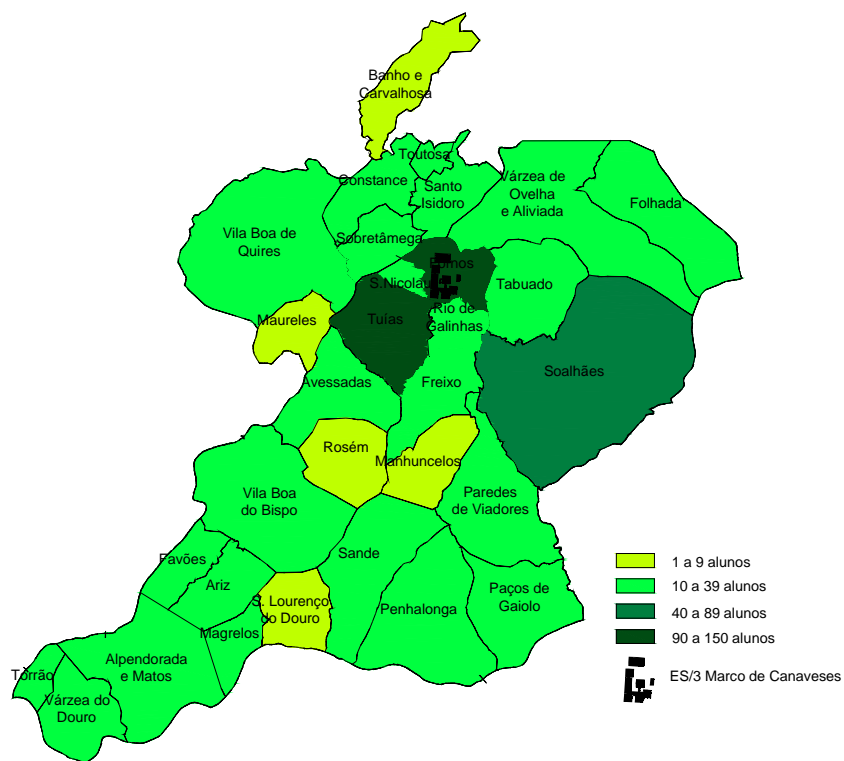 Banho e
Carvalhosa
Toutosa
Constance
Santo
Isidoro
Várzea de
Ovelha
e Aliviada
Folhada
Vila Boa de
Quires
Sobretâmega
Fornos
S.Nicolau
Tabuado
Maureles
Tuías
Rio de
Galinhas
Soalhães
Avessadas
Freixo
Rosém
Manhuncelos
Vila Boa
do Bispo
Paredes
de Viadores
Sande
Favões
Ariz
S. Lourenço
do Douro
Penhalonga
Paços de
Gaiolo
Magrelos
Alpendorada
e Matos
Torrão
Várzea do
Douro
1 a 9 alunos
10 a 39 alunos
40 a 89 alunos
90 a 150 alunos
ES/3 Marco de Canaveses